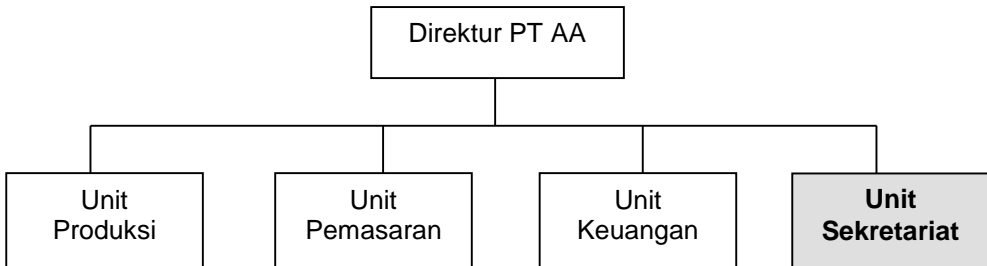 Direktur PT AA
Unit
Produksi
Unit
Pemasaran
Unit
Keuangan
Unit
Sekretariat